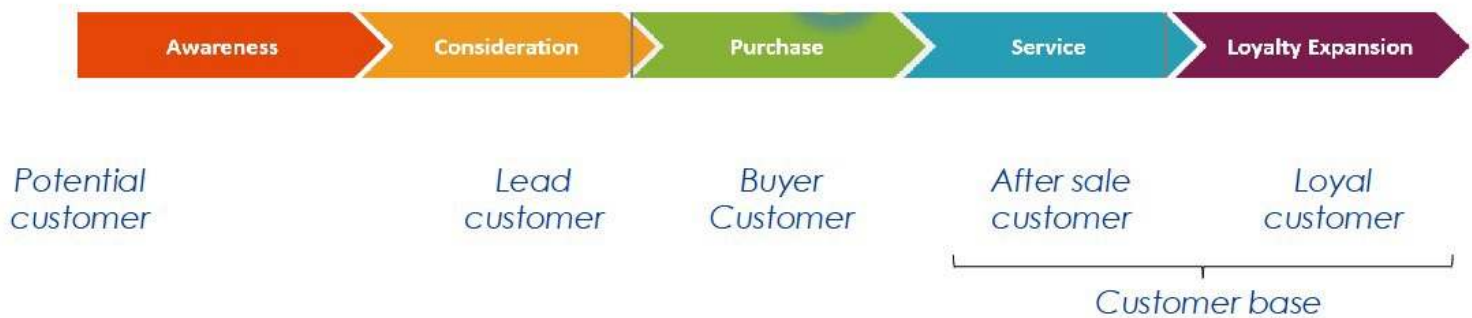 Awareness
Consideration
Purchase
Service
Loyalty Expansion
Potential
customer
Lead
customer
Buyer
Customer
After sale
customer
Loyal
customer
Customer base